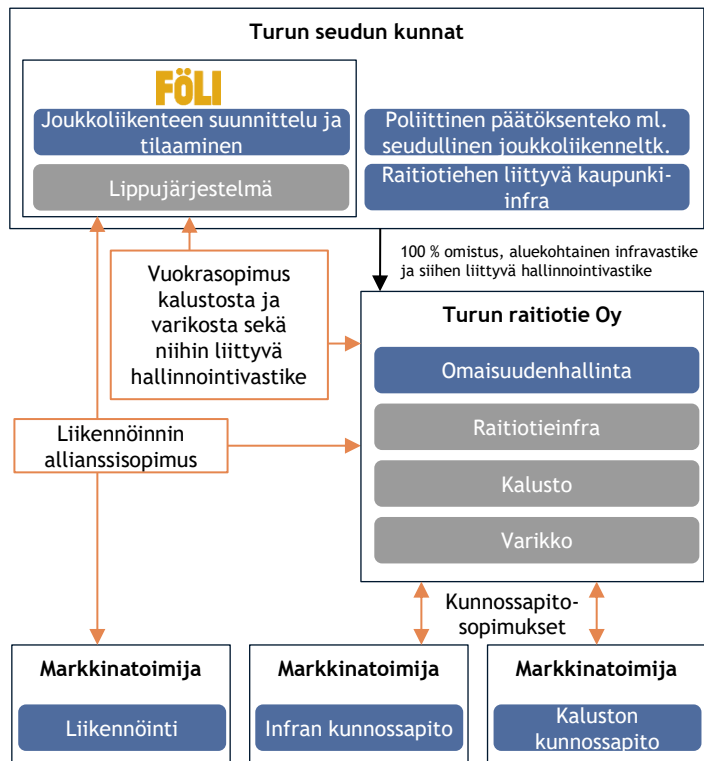 Turun seudun kunnat
FÖLI
Joukkoliikenteen suunnittelu ja
tilaaminen
Lippujärjestelmä
Poliittinen päätöksenteko ml.
seudullinen joukkoliikenneltk.
Raitiotiehen liittyvä kaupunki-
infra
100 % omistus, aluekohtainen infravastike
ja siihen liittyvä hallinnointivastike
Vuokrasopimus
kalustosta ja
varikosta sekä
niihin liittyvä
hallinnointivastike
Turun raitiotie Oy
Omaisuudenhallinta
Raitiotieinfra
Kalusto
Varikko
Liikennöinnin
allianssisopimus
Kunnossapito-
sopimukset
Markkinatoimija
Liikennöinti
Markkinatoimija
Infran kunnossapito
Markkinatoimija
Kaluston
kunnossapito